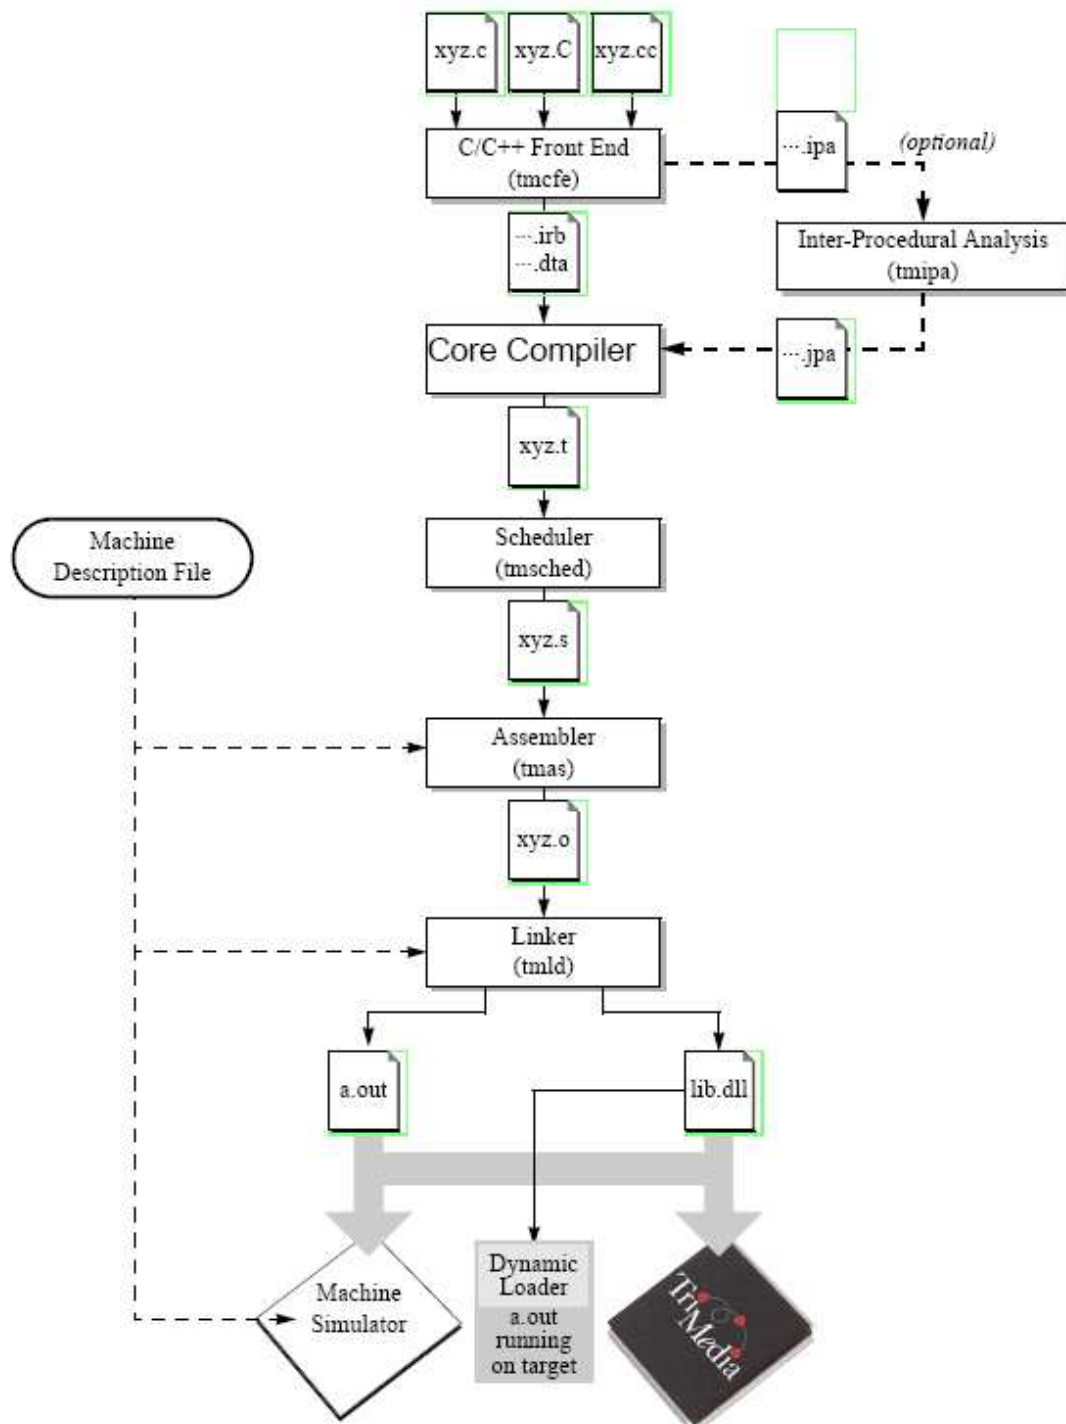 xyz.c
xyz.C
xyz.cc
C/C++ Front End
(tmcfe)
....ipa
(optional)
....irb
....dta
Inter-Procedural Analysis
(tmipa)
Core Compiler
....jpa
xyz.t
Machine
Description File
Scheduler
(tmsched)
xyz.s
Assembler
(tmas)
xyz.o
Linker
(tmld)
a.out
lib.dll
Machine
Simulator
Dynamic
Loader
a.out
running
on target
TriMedia